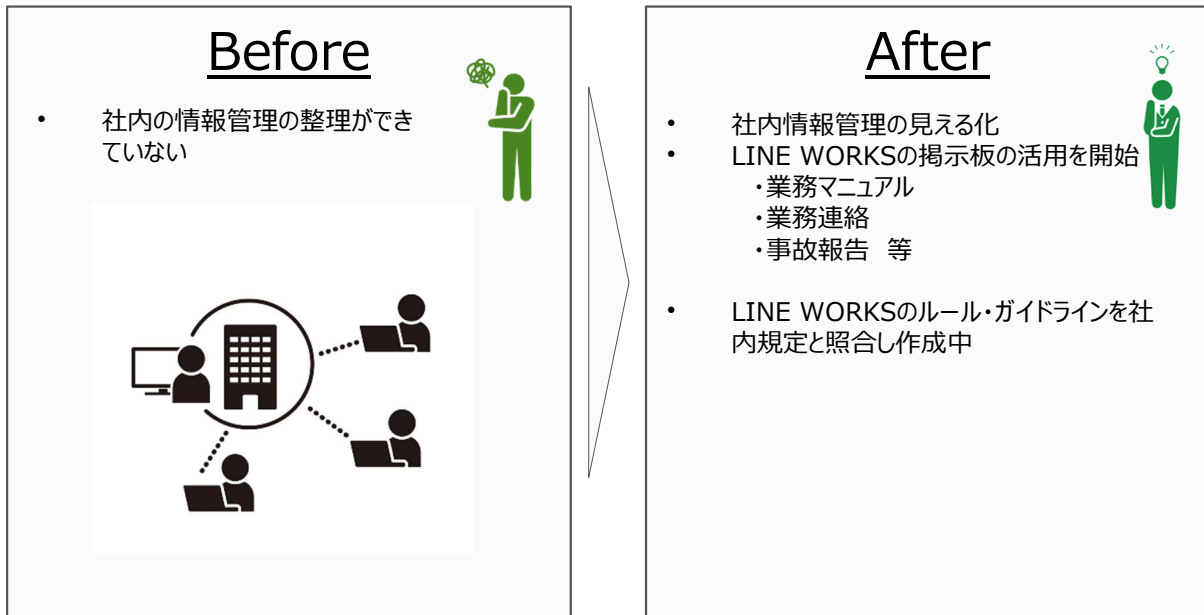 Before
• 社内の情報管理の整理ができ
ていない
After
• 社内情報管理の見える化
• LINE WORKSの掲示板の活用を開始
・業務マニュアル
・業務連絡
・事故報告　等
• LINE WORKSのルール・ガイドラインを社
内規定と照合し作成中